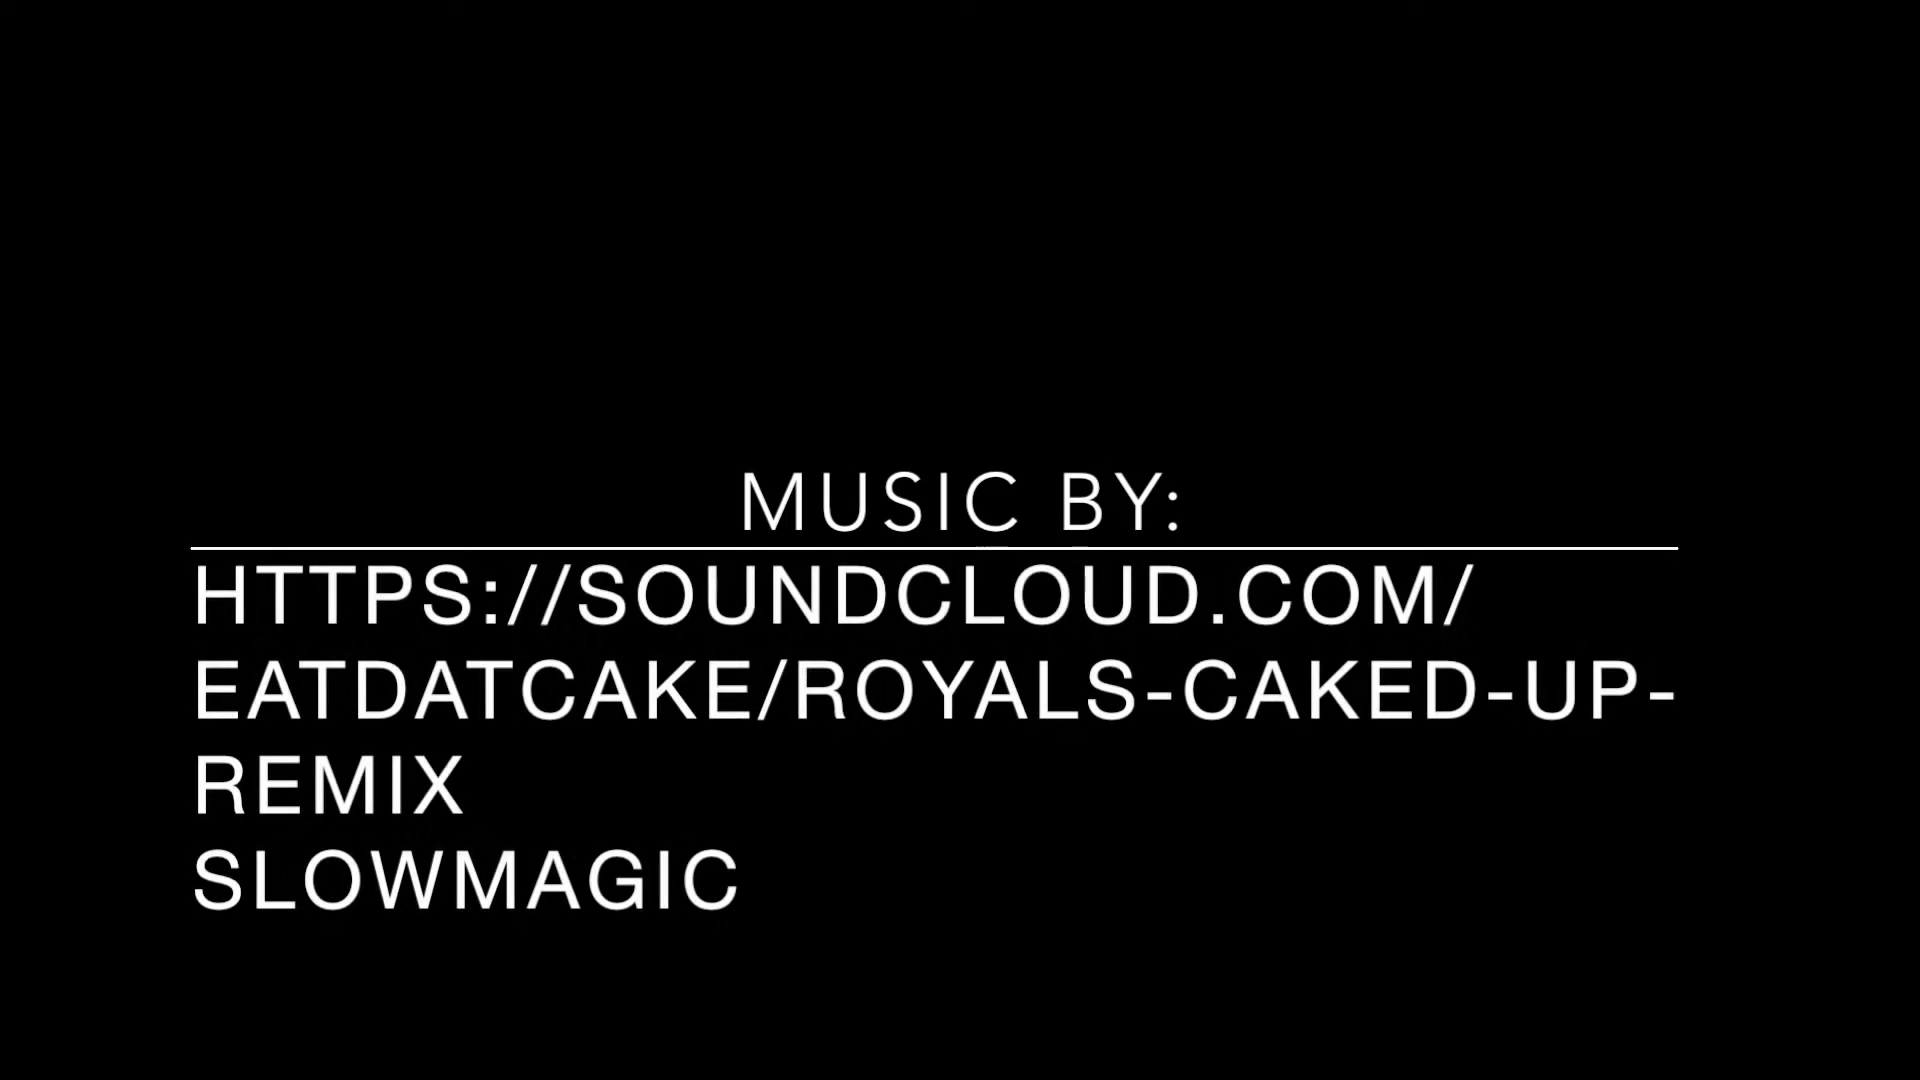 MUSIC BY:
HTTPS://SOUNDCLOUD.COM/
EATDATCAKE/ROYALS-CAKED-UP-
REMIX
SLOWMAGIC